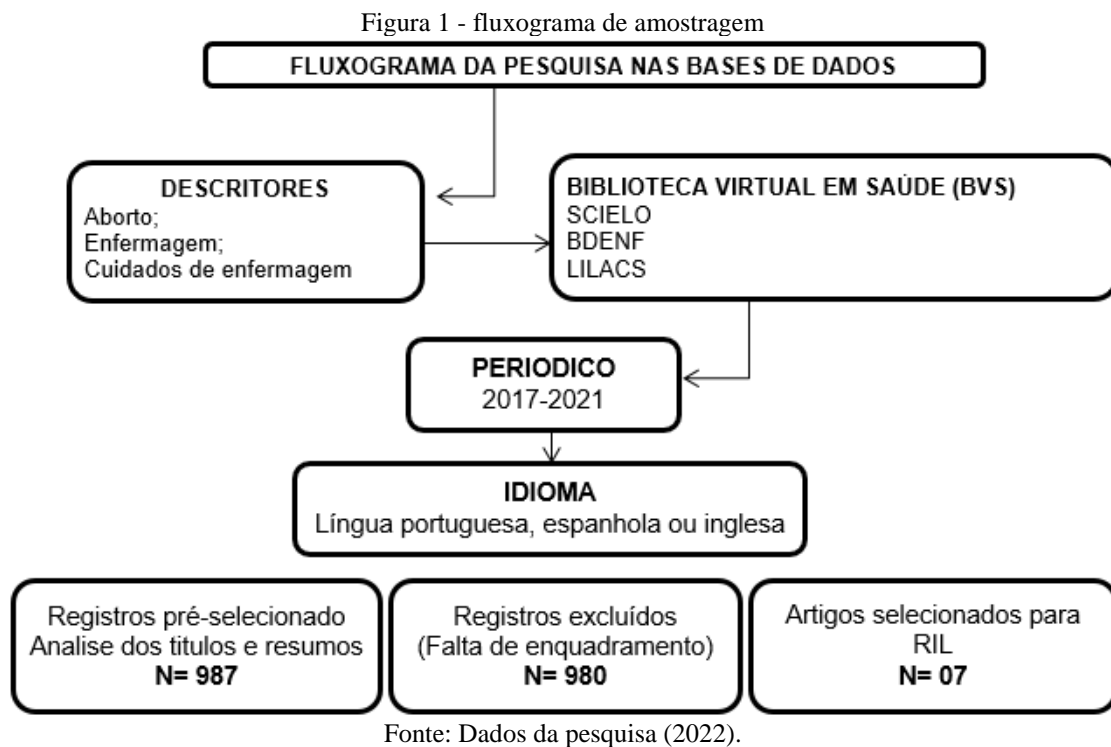 Figura 1 - fluxograma de amostragem
FLUXOGRAMA DA PESQUISA NAS BASES DE DADOS
DESCRITORES
Aborto;
Enfermagem;
Cuidados de enfermagem
BIBLIOTECA VIRTUAL EM SAÚDE (BVS)
SCIELO
BDENF
LILACS
PERIODICO
2017-2021
IDIOMA
Língua portuguesa, espanhola ou inglesa
Registros pré-selecionado
Analise dos titulos e resumos
N= 987
Registros excluídos
(Falta de enquadramento)
N= 980
Artigos selecionados para
RIL
N= 07
Fonte: Dados da pesquisa (2022).